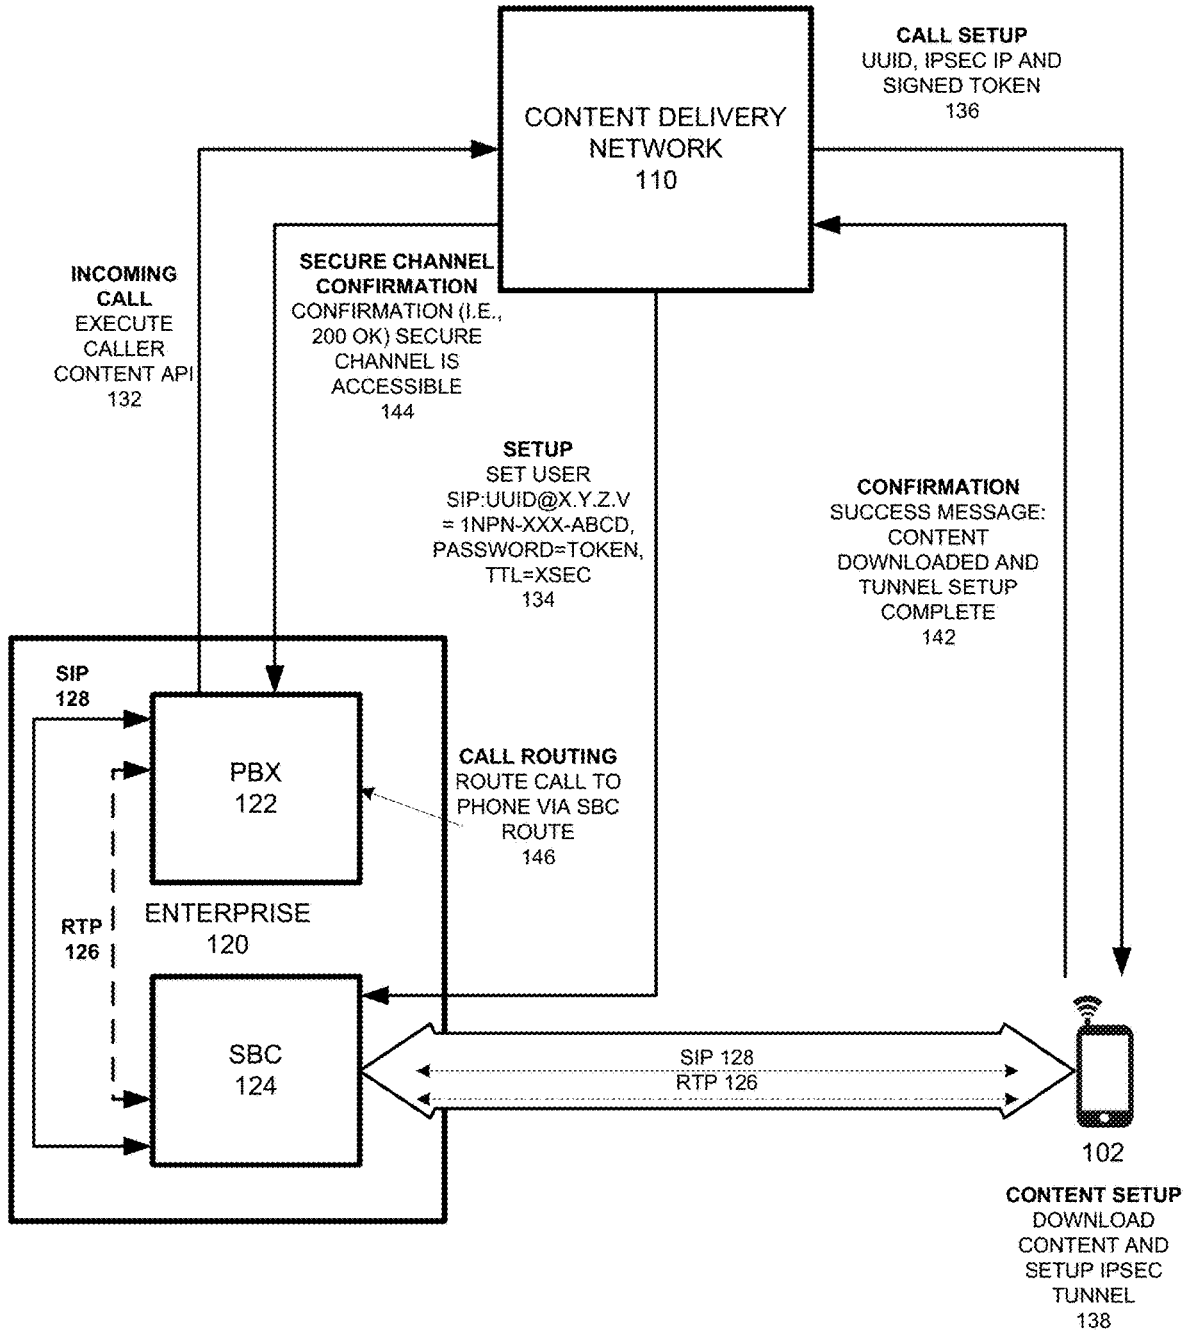 CALL SETUP
UUID, IPSEC IP AND
SIGNED TOKEN
136
CONTENT DELIVERY
NETWORK
110
INCOMING
CALL
EXECUTE
CALLER
CONTENT API
132
SECURE CHANNEL
CONFIRMATION
CONFIRMATION (I.E.,
200 OK) SECURE
CHANNEL IS
ACCESSIBLE
144
SETUP
SET USER
SIP:UUID@X.Y.Z.V
= 1NPN-XXX-ABCD,
PASSWORD=TOKEN,
TTL=XSEC
134
CONFIRMATION
SUCCESS MESSAGE:
CONTENT
DOWNLOADED AND
TUNNEL SETUP
COMPLETE
142
SIP
128
PBX
122
CALL ROUTING
ROUTE CALL TO
PHONE VIA SBC
ROUTE
146
RTP
126
ENTERPRISE
120
SBC
124
SIP 128
RTP 126
102
CONTENT SETUP
DOWNLOAD
CONTENT AND
SETUP IPSEC
TUNNEL
138